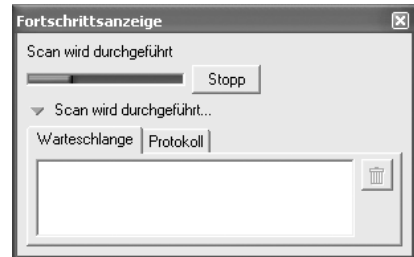 Fortschrittsanzeige
Scan wird durchgeführt
Stopp
Scan wird durchgeführt...
Warteschlange Protokoll